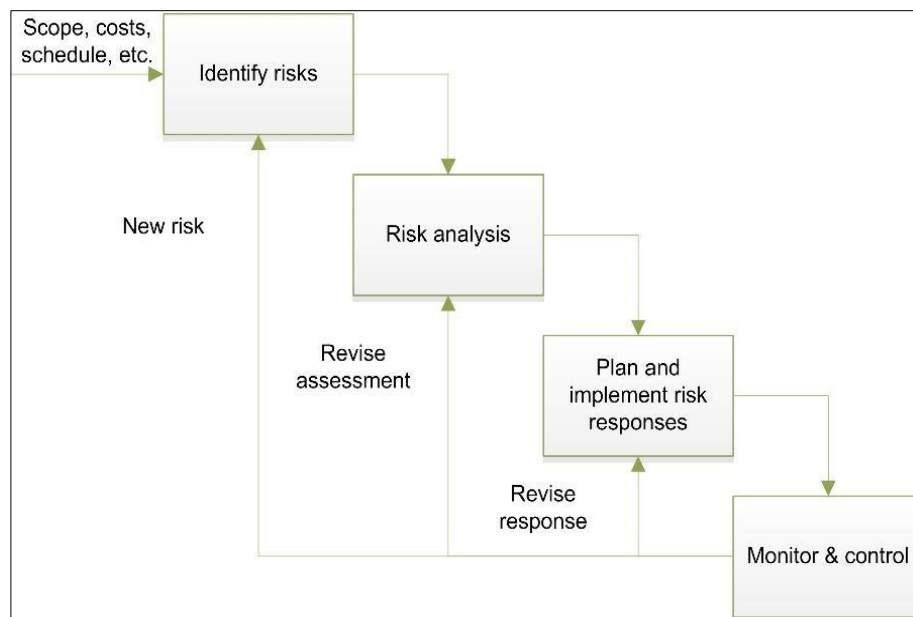 Scope, costs,
schedule, etc.
Identify risks
New risk
Risk analysis
Revise
assessment
Plan and
implement risk
responses
Revise
response
Monitor & control